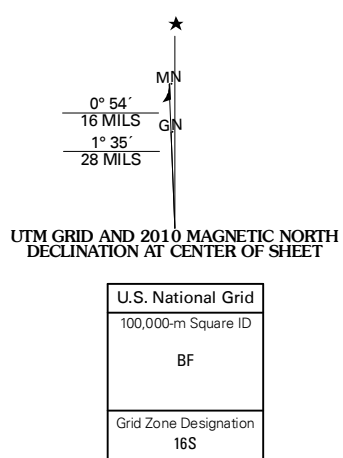 ★
MN
0° 54´
16 MILS
GN
1° 35´
28 MILS
UTM GRID AND 2010 MAGNETIC NORTH
DECLINATION AT CENTER OF SHEET
U.S. National Grid
100,000-m Square ID
BF
Grid Zone Designation
16S